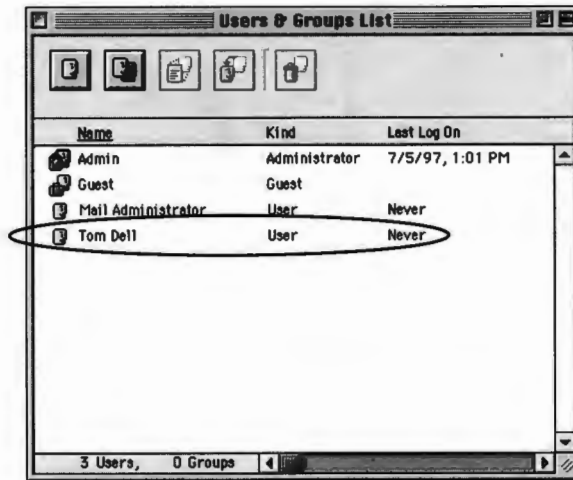 Users & Groups List
Name Kind Last Log On
Admin Administrator 7/5/97, 1:01 PM
Guest Guest
Mail Administrator User Never
Tom Dell User Never
3 Users, 0 Groups